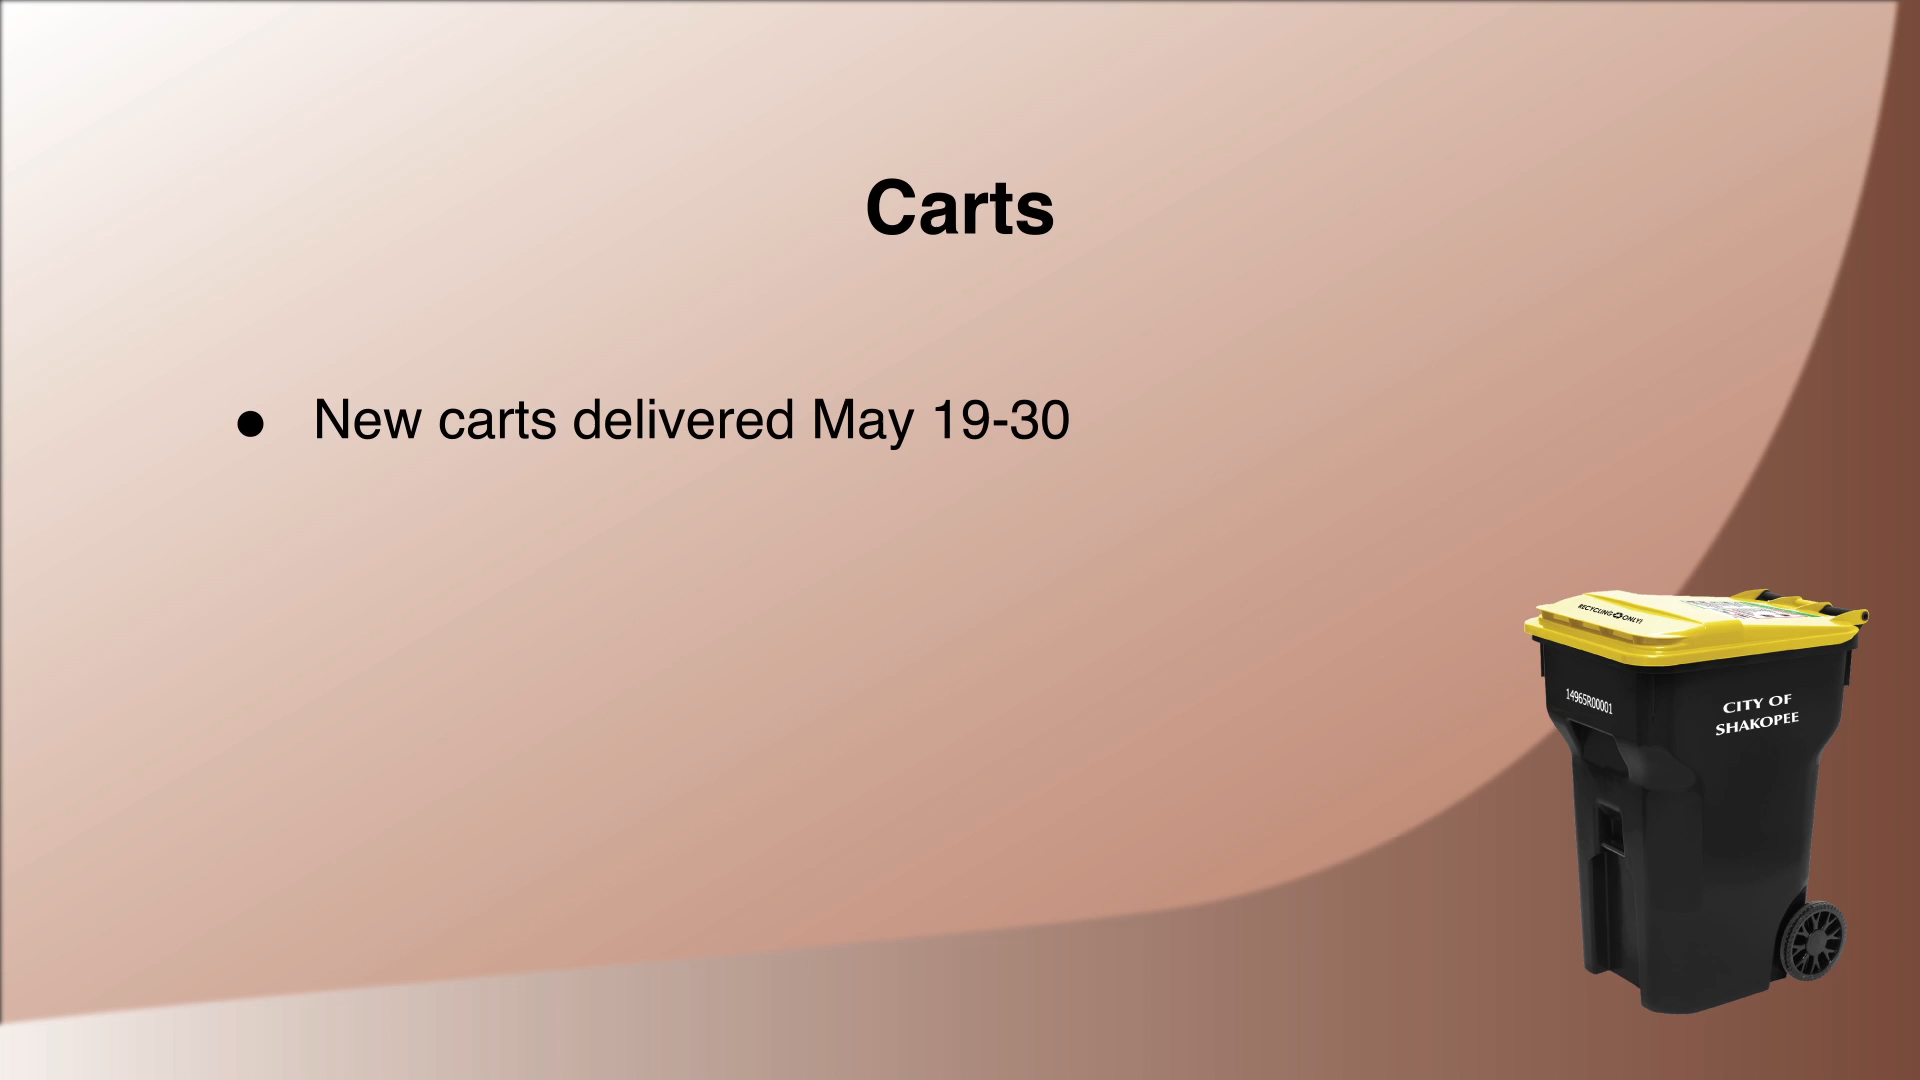 Carts
● New carts delivered May 19-30
RECYCLING ONLY!
14965R00001
CITY OF
SHAKOPEE